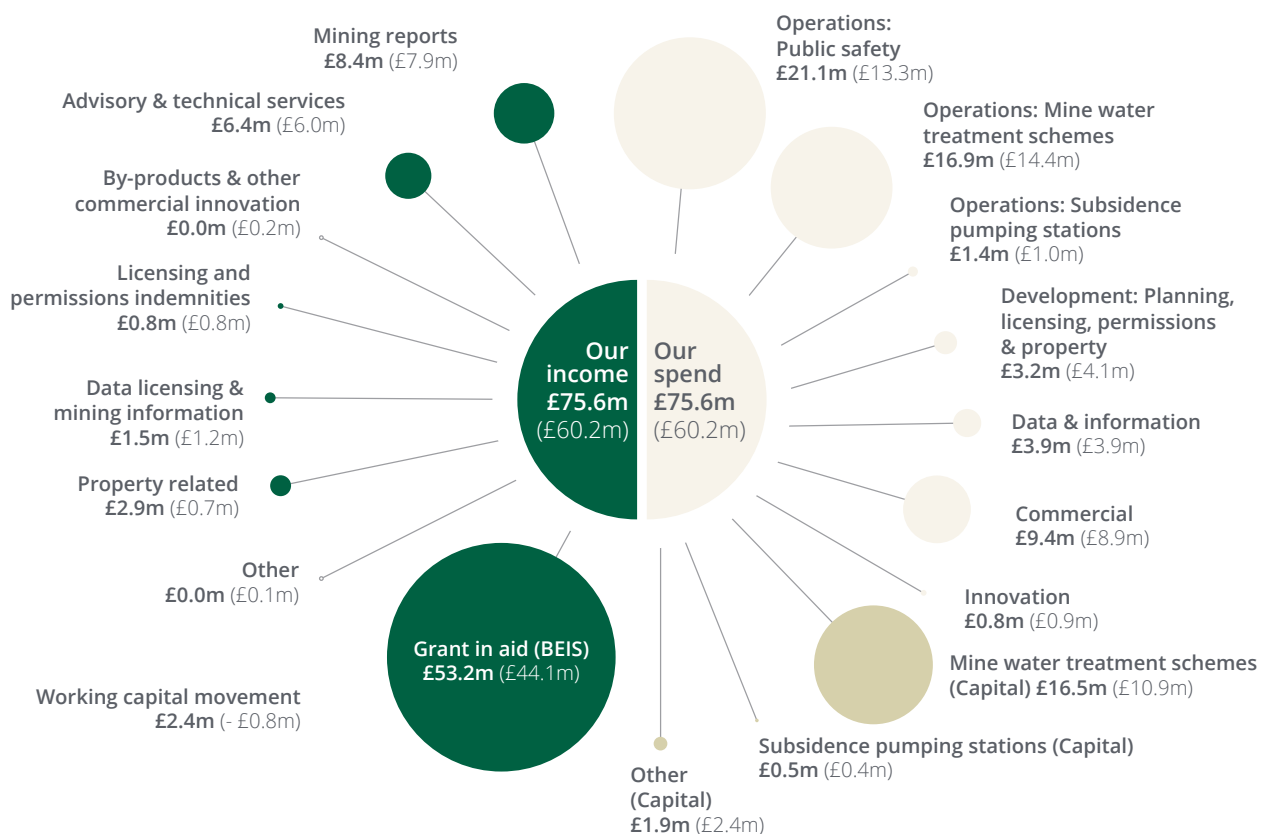 Mining reports
£8.4m (£7.9m)
Advisory & technical services
£6.4m (£6.0m)
By-products & other
commercial innovation
£0.0m (£0.2m)
Licensing and
permissions indemnities
£0.8m (£0.8m)
Data licensing &
mining information
£1.5m (£1.2m)
Property related
£2.9m (£0.7m)
Other
£0.0m (£0.1m)
Working capital movement
£2.4m (- £0.8m)
Grant in aid (BEIS)
£53.2m (£44.1m)
Our
income
£75.6m
(£60.2m)
Our
spend
£75.6m
(£60.2m)
Operations:
Public safety
£21.1m (£13.3m)
Operations: Mine water
treatment schemes
£16.9m (£14.4m)
Operations: Subsidence
pumping stations
£1.4m (£1.0m)
Development: Planning,
licensing, permissions
& property
£3.2m (£4.1m)
Data & information
£3.9m (£3.9m)
Commercial
£9.4m (£8.9m)
Innovation
£0.8m (£0.9m)
Mine water treatment schemes
(Capital) £16.5m (£10.9m)
Subsidence pumping stations (Capital)
£0.5m (£0.4m)
Other
(Capital)
£1.9m (£2.4m)